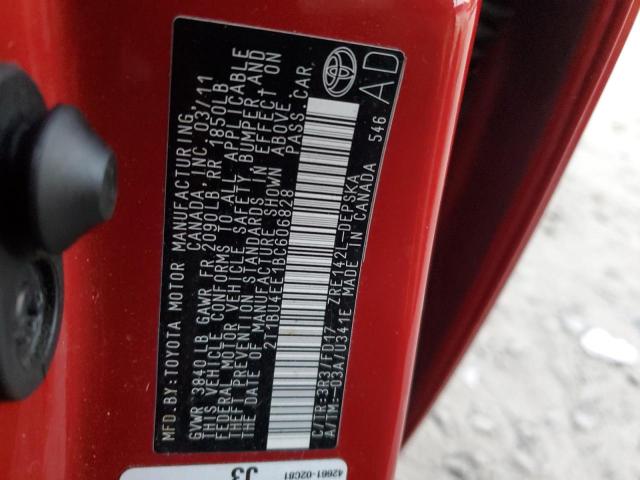 MFD.BY:TOYOTA MOTOR MANUFACTURING,
CANADA, INC. 03/11
GVWR 3840LB GAWR FR 2090LB RR 1850LB
THIS VEHICLE CONFORMS TO ALL APPLICABLE
FEDERAL MOTOR VEHICLE SAFETY, BUMPER, AND
THEFT PREVENTION STANDARDS IN EFFECT ON
THE DATE OF MANUFACTURE SHOWN ABOVE.
2T1BU4EE1BC606828 PASS.CAR
C/TR:3R3/FD17 ZRE142L-DEPSKA
A/TM:-03A/U341E MADE IN CANADA 546
AD
42661-02C81
J3